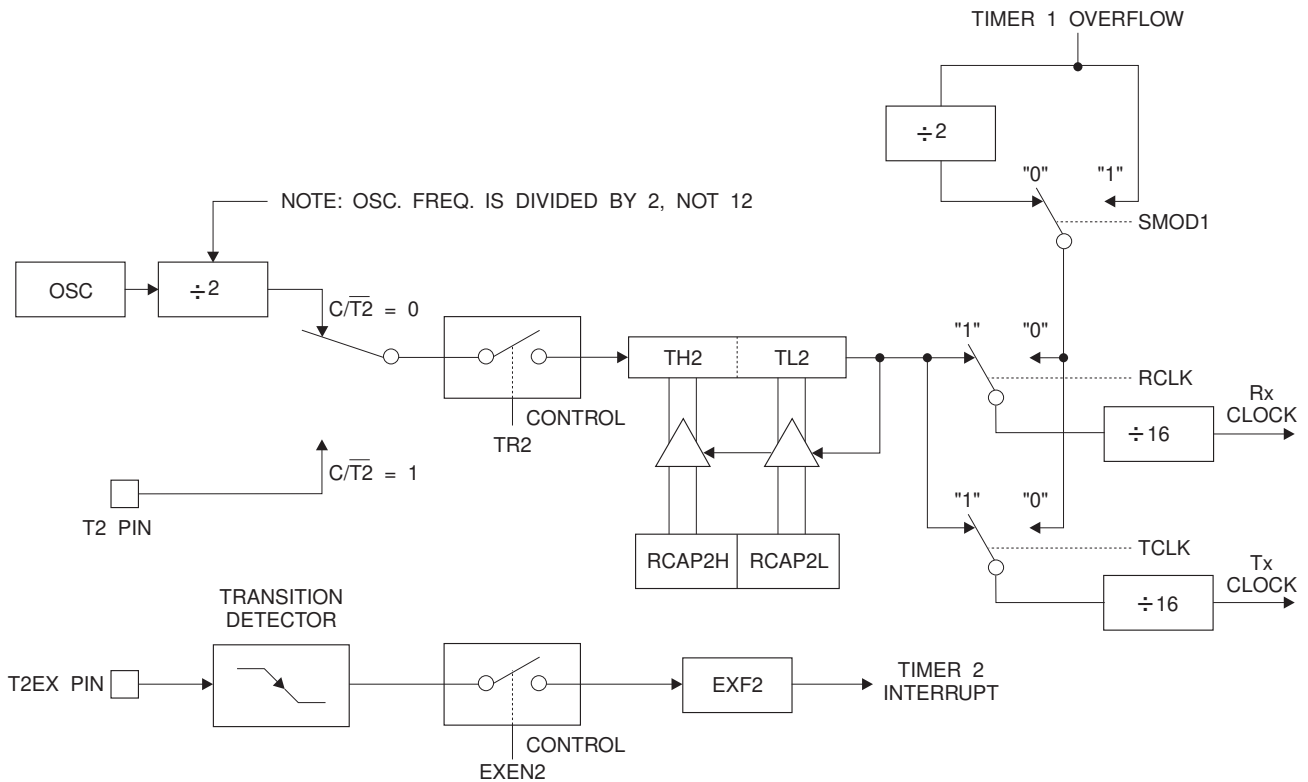 TIMER 1 OVERFLOW
÷2
"0"
"1"
NOTE: OSC. FREQ. IS DIVIDED BY 2, NOT 12
SMOD1
OSC
÷2
C/T2̅ = 0
TH2
TL2
"1"
"0"
CONTROL
TR2
RCLK
Rx
CLOCK
÷16
C/T2̅ = 1
T2 PIN
"1"
"0"
RCAP2H
RCAP2L
TCLK
Tx
CLOCK
÷16
TRANSITION
DETECTOR
T2EX PIN
EXF2
TIMER 2
INTERRUPT
CONTROL
EXEN2